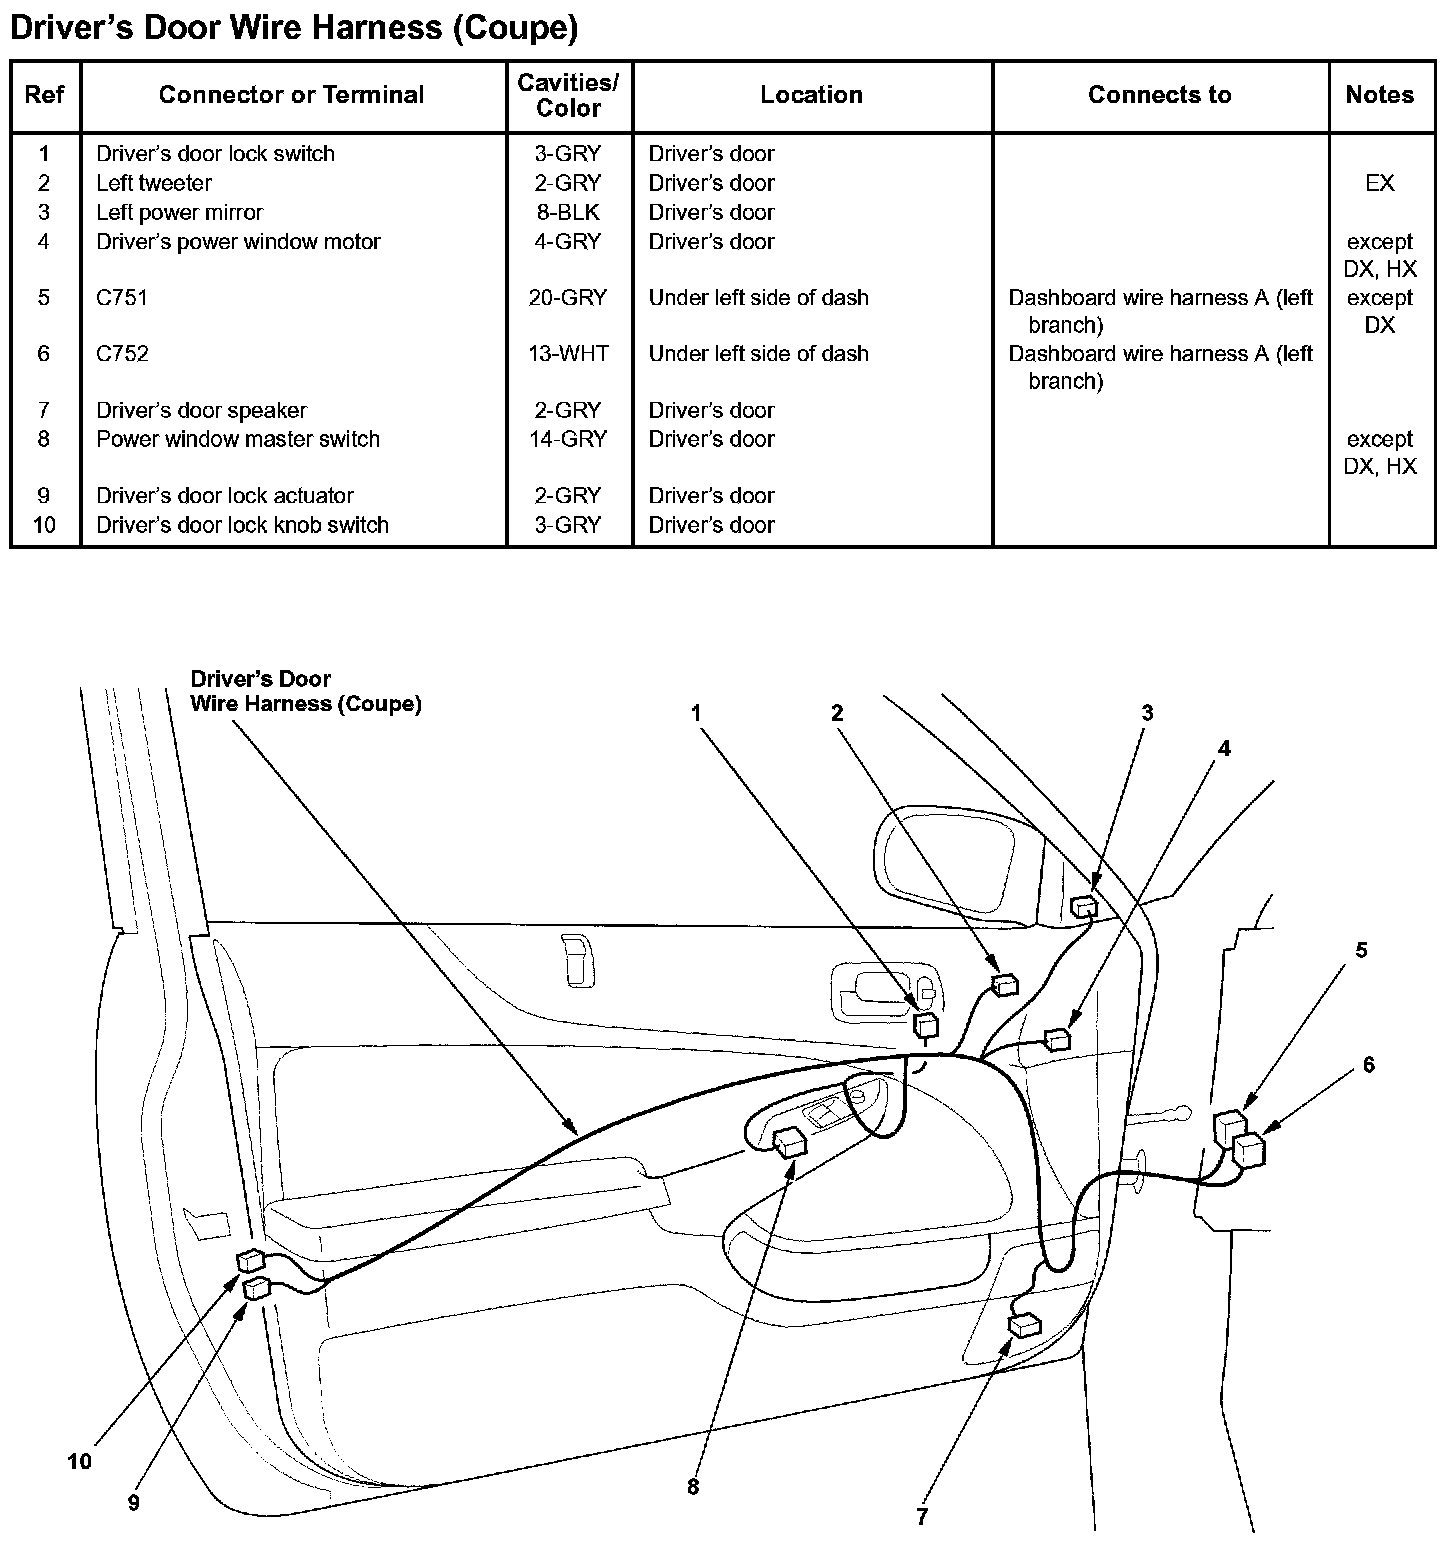 Driver's Door Wire Harness (Coupe)
Ref Connector or Terminal Cavities/ Color Location Connects to Notes
1 Driver's door lock switch 3-GRY Driver's door
2 Left tweeter 2-GRY Driver's door EX
3 Left power mirror 8-BLK Driver's door
4 Driver's power window motor 4-GRY Driver's door except
DX, HX
5 C751 20-GRY Under left side of dash Dashboard wire harness A (left except
branch) DX
6 C752 13-WHT Under left side of dash Dashboard wire harness A (left
branch)
7 Driver's door speaker 2-GRY Driver's door
8 Power window master switch 14-GRY Driver's door except
DX, HX
9 Driver's door lock actuator 2-GRY Driver's door
10 Driver's door lock knob switch 3-GRY Driver's door
Driver's Door
Wire Harness (Coupe)
1
2
3
4
5
6
10
9
8
7